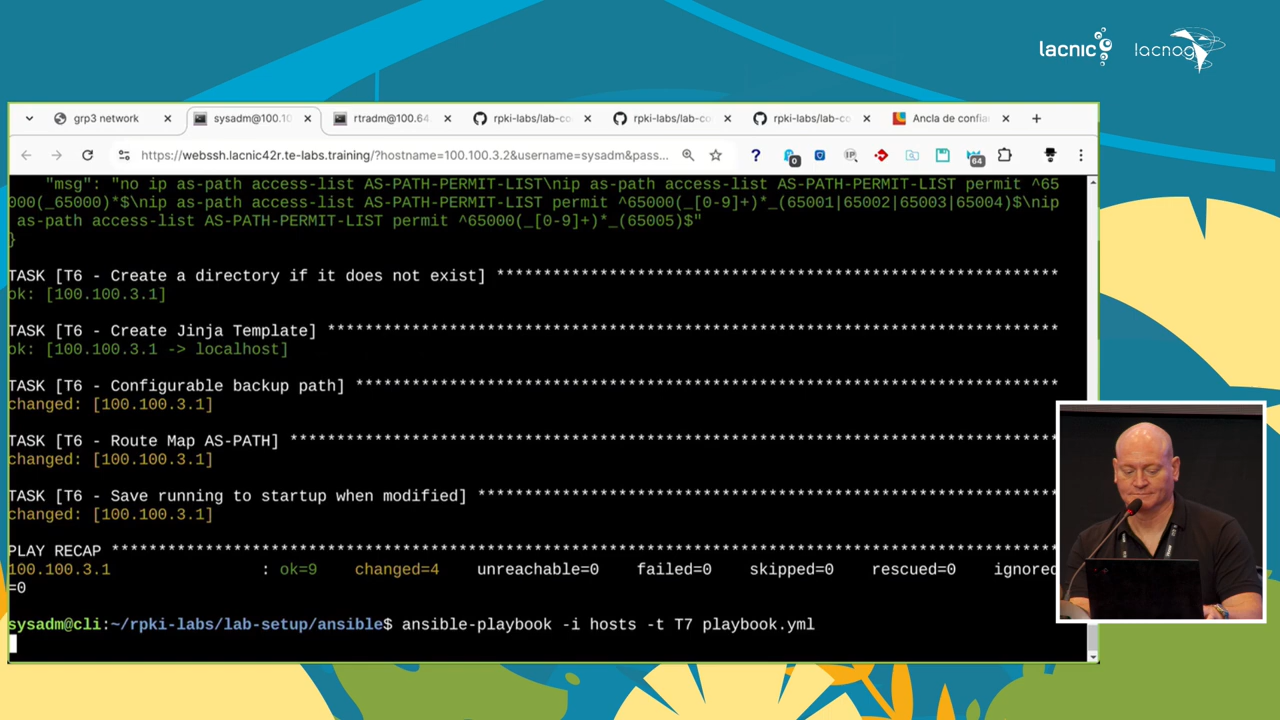 lacnic lacnog
grp3 network sysadm@100.10 rtradm@100.64. rpki-labs/lab-co rpki-labs/lab-co rpki-labs/lab-co Ancla de confia
https://webssh.lacnic42r.te-labs.training/?hostname=100.100.3.2&username=sysadm&pass... ? 0 IP 64
"msg": "no ip as-path access-list AS-PATH-PERMIT-LIST\nip as-path access-list AS-PATH-PERMIT-LIST permit ^65
000(_65000)*$\nip as-path access-list AS-PATH-PERMIT-LIST permit ^65000(_[0-9]+)*_(65001|65002|65003|65004)$\nip
as-path access-list AS-PATH-PERMIT-LIST permit ^65000(_[0-9]+)*_(65005)$"
}
TASK [T6 - Create a directory if it does not exist] ************************************************************
ok: [100.100.3.1]
TASK [T6 - Create Jinja Template] ******************************************************************************
ok: [100.100.3.1 -> localhost]
TASK [T6 - Configurable backup path] ***************************************************************************
changed: [100.100.3.1]
TASK [T6 - Route Map AS-PATH] **********************************************************************************
changed: [100.100.3.1]
TASK [T6 - Save running to startup when modified] **************************************************************
changed: [100.100.3.1]
PLAY RECAP *****************************************************************************************************
100.100.3.1 : ok=9 changed=4 unreachable=0 failed=0 skipped=0 rescued=0 ignored
=0
sysadm@cli:~/rpki-labs/lab-setup/ansible$ ansible-playbook -i hosts -t T7 playbook.yml